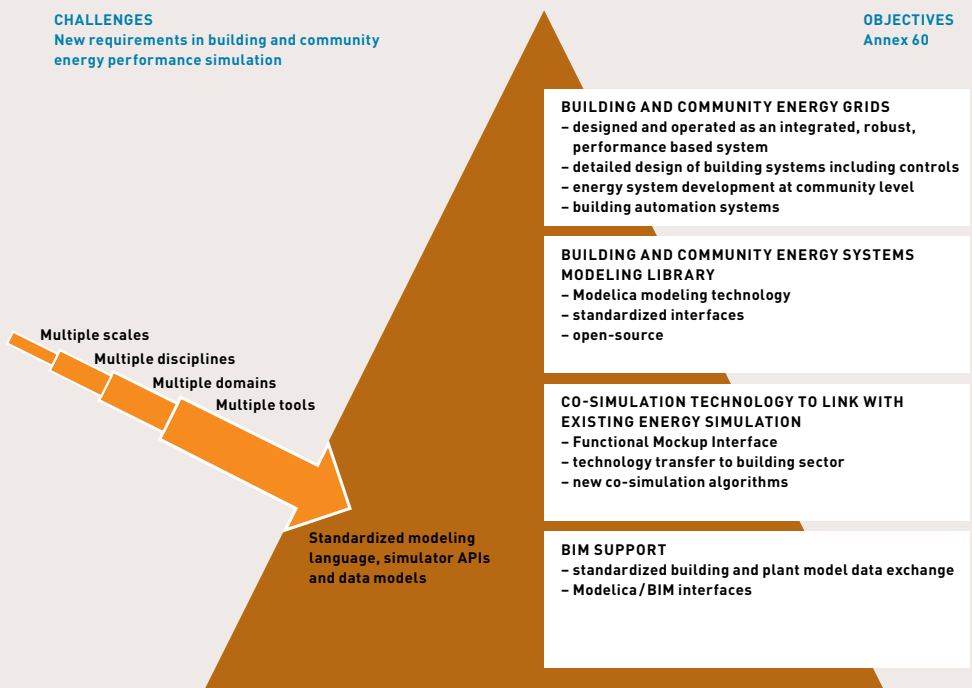 CHALLENGES
New requirements in building and community
energy performance simulation
OBJECTIVES
Annex 60
BUILDING AND COMMUNITY ENERGY GRIDS
– designed and operated as an integrated, robust,
performance based system
– detailed design of building systems including controls
– energy system development at community level
– building automation systems
BUILDING AND COMMUNITY ENERGY SYSTEMS
MODELING LIBRARY
– Modelica modeling technology
– standardized interfaces
– open-source
Multiple scales
Multiple disciplines
Multiple domains
Multiple tools
CO-SIMULATION TECHNOLOGY TO LINK WITH
EXISTING ENERGY SIMULATION
– Functional Mockup Interface
– technology transfer to building sector
– new co-simulation algorithms
Standardized modeling
language, simulator APIs
and data models
BIM SUPPORT
– standardized building and plant model data exchange
– Modelica/BIM interfaces